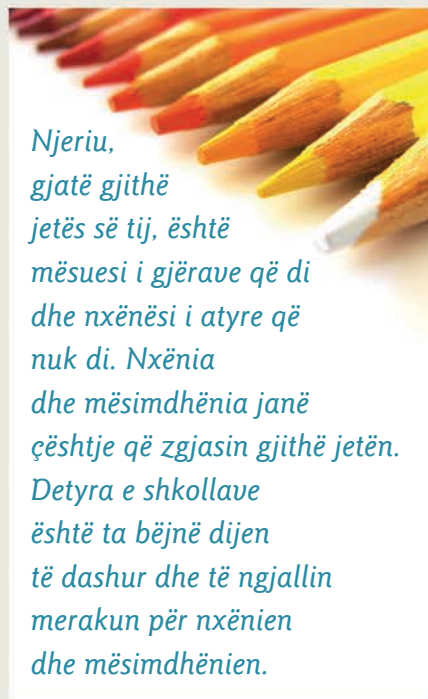 Njeriu,
gjatë gjithë
jetës së tij, është
mësuesi i gjërave që di
dhe nxënësi i atyre që
nuk di. Nxënia
dhe mësimdhënia janë
çështje që zgjasin gjithë jetën.
Detyra e shkollave
është ta bëjnë dijen
të dashur dhe të ngjallin
merakun për nxënien
dhe mësimdhënien.